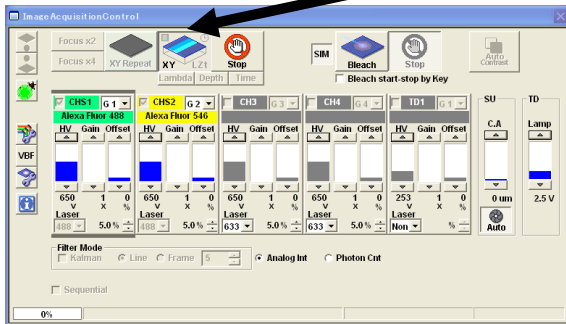 ImageAcquisitionControl
Focus x2
Focus x4
XY Repeat
XY
LZt
Stop
Lambda Depth Time
SIM
Bleach
Stop
Bleach start-stop by Key
Auto
Contrast
CHS1 G 1
Alexa Fluor 488
HV Gain Offset
650 1 0
V X %
Laser
488 5.0 %
CHS2 G 2
Alexa Fluor 546
HV Gain Offset
650 1 0
V X %
Laser
488 5.0 %
CH3 G 3
HV Gain Offset
650 1 0
V X %
Laser
633 5.0 %
CH4 G 4
HV Gain Offset
650 1 0
V X %
Laser
633 5.0 %
TD1 G 1
HV Gain Offset
253 1 0
V X %
Laser
Non %
SU
C.A
0 um
Auto
TD
Lamp
2.5 V
VBF
Filter Mode
Kalman Line Frame 5 Analog Int Photon Cnt
Sequential
0%